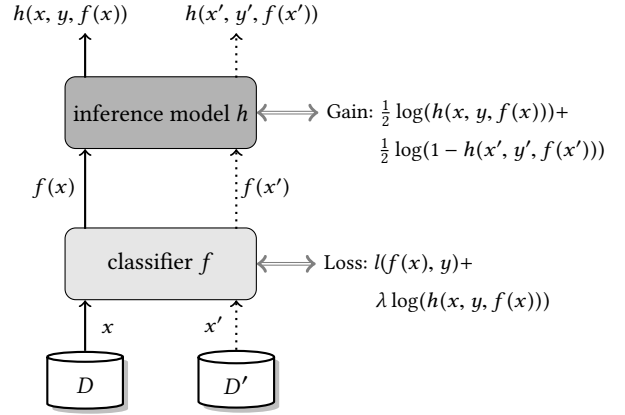 h(x, y, f(x)) h(x′, y′, f(x′))
inference model h
Gain: 1/2 log(h(x, y, f(x)))+
1/2 log(1 − h(x′, y′, f(x′)))
f(x) f(x′)
classifier f
Loss: l(f(x), y)+
λ log(h(x, y, f(x)))
x x′
D D′